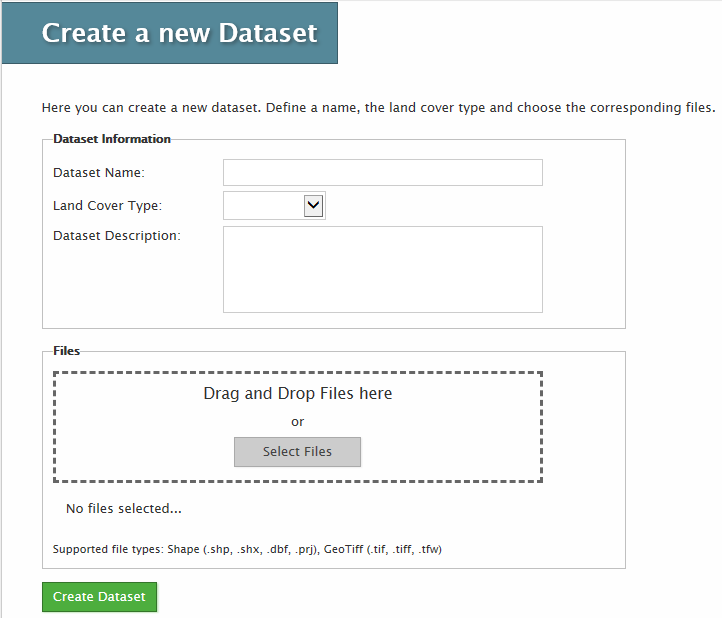 Create a new Dataset
Here you can create a new dataset. Define a name, the land cover type and choose the corresponding files.
Dataset Information
Dataset Name:
Land Cover Type:
Dataset Description:
Files
Drag and Drop Files here
or
Select Files
No files selected...
Supported file types: Shape (.shp, .shx, .dbf, .prj), GeoTiff (.tif, .tiff, .tfw)
Create Dataset